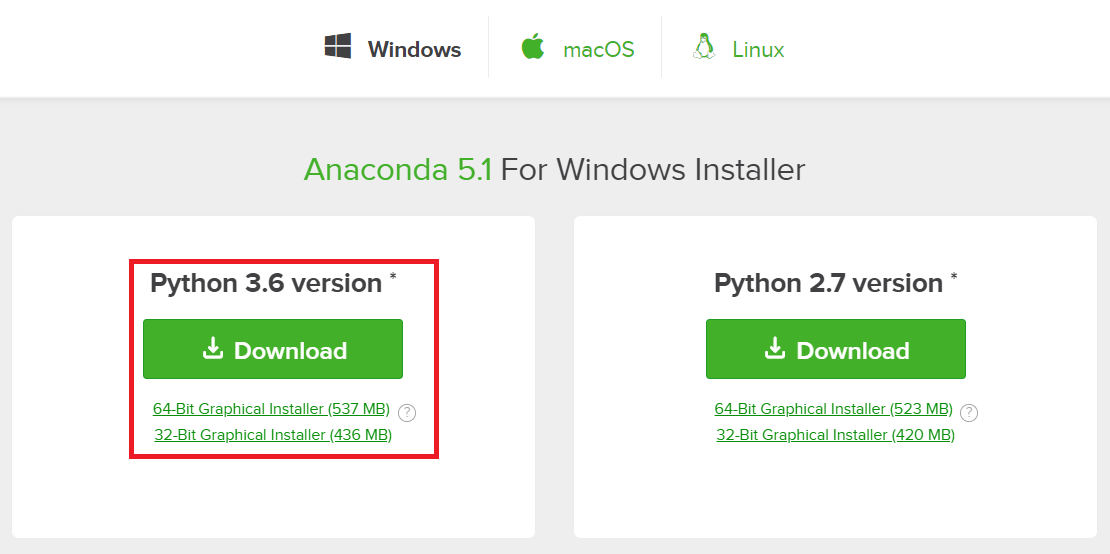 Windows
macOS
Linux
Anaconda 5.1 For Windows Installer
Python 3.6 version *
Download
64-Bit Graphical Installer (537 MB) ?
32-Bit Graphical Installer (436 MB)
Python 2.7 version *
Download
64-Bit Graphical Installer (523 MB) ?
32-Bit Graphical Installer (420 MB)